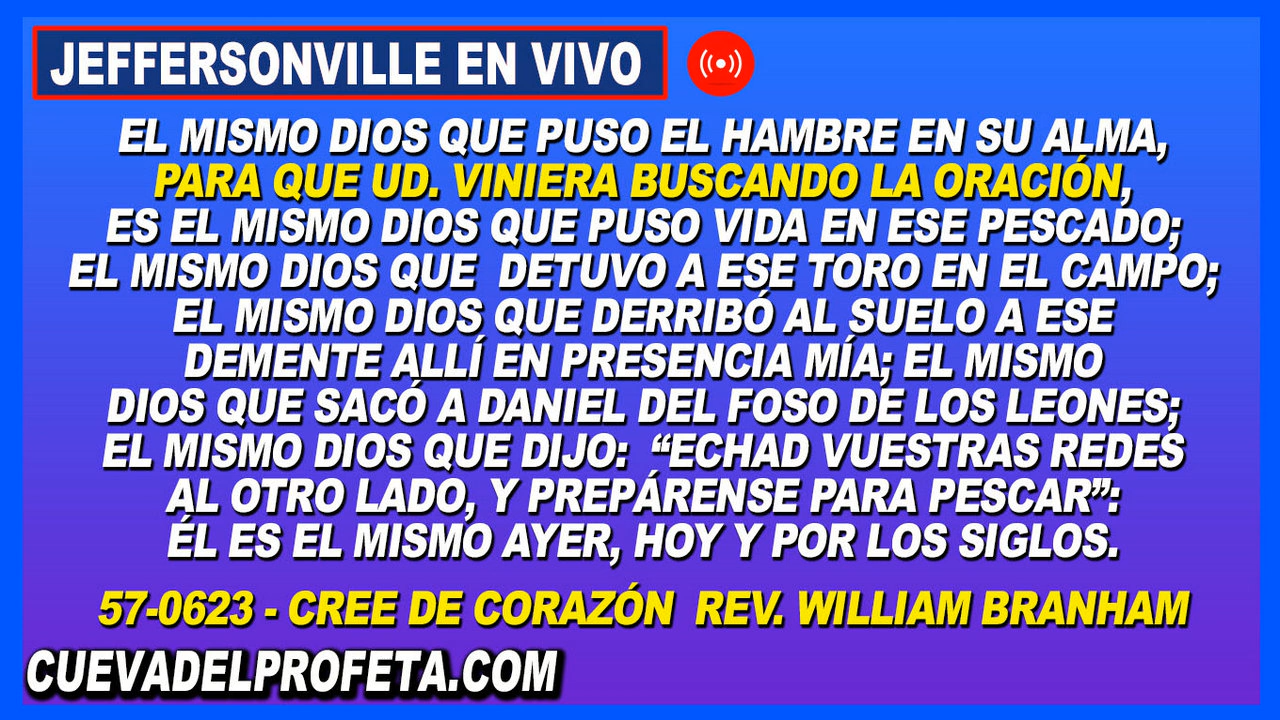 JEFFERSONVILLE EN VIVO
EL MISMO DIOS QUE PUSO EL HAMBRE EN SU ALMA,
PARA QUE UD. VINIERA BUSCANDO LA ORACIÓN,
ES EL MISMO DIOS QUE PUSO VIDA EN ESE PESCADO;
EL MISMO DIOS QUE DETUVO A ESE TORO EN EL CAMPO;
EL MISMO DIOS QUE DERRIBÓ AL SUELO A ESE
DEMENTE ALLÍ EN PRESENCIA MÍA; EL MISMO
DIOS QUE SACÓ A DANIEL DEL FOSO DE LOS LEONES;
EL MISMO DIOS QUE DIJO: “ECHAD VUESTRAS REDES
AL OTRO LADO, Y PREPÁRENSE PARA PESCAR”:
ÉL ES EL MISMO AYER, HOY Y POR LOS SIGLOS.
57-0623 - CREE DE CORAZÓN REV. WILLIAM BRANHAM
CUEVADELPROFETA.COM